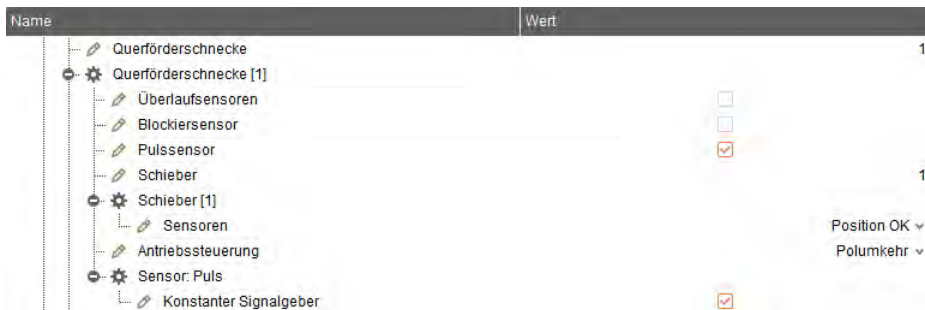 Name Wert
Querförderschnecke 1
Querförderschnecke [1]
Überlaufsensoren
Blockiersensor
Pulssensor
Schieber 1
Schieber [1]
Sensoren Position OK
Antriebssteuerung Polumkehr
Sensor: Puls
Konstanter Signalgeber